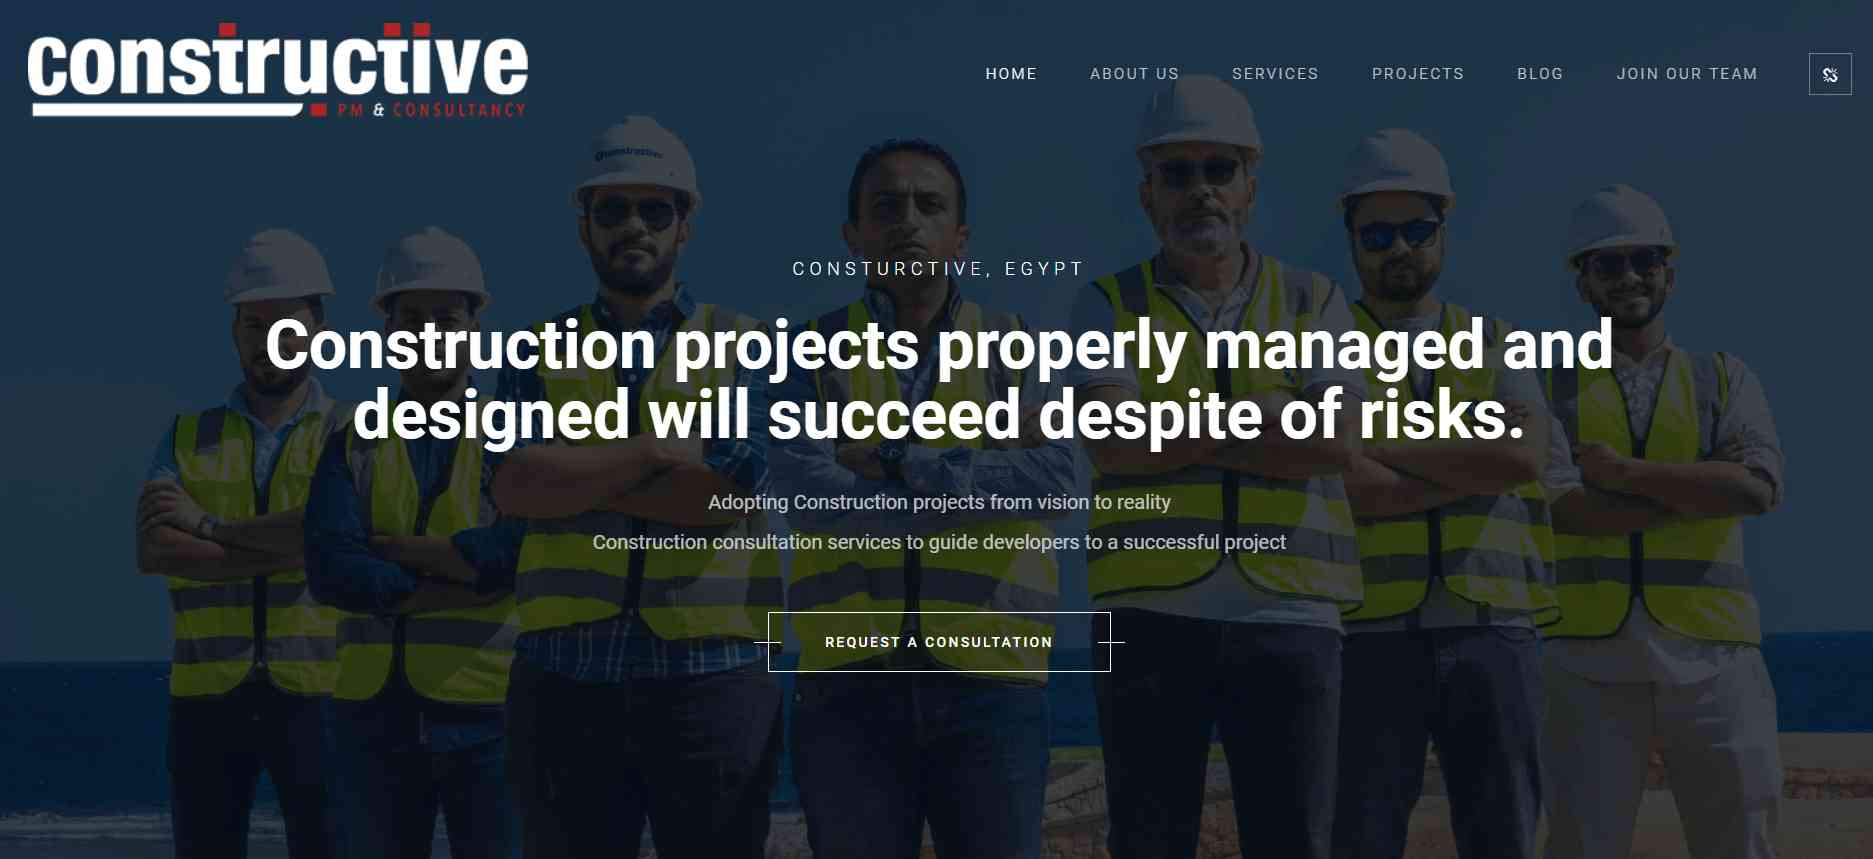 constructive
PM & CONSULTANCY
HOME ABOUT US SERVICES PROJECTS BLOG JOIN OUR TEAM
constructive
CONSTURCTIVE, EGYPT
Construction projects properly managed and
designed will succeed despite of risks.
Adopting Construction projects from vision to reality
Construction consultation services to guide developers to a successful project
REQUEST A CONSULTATION